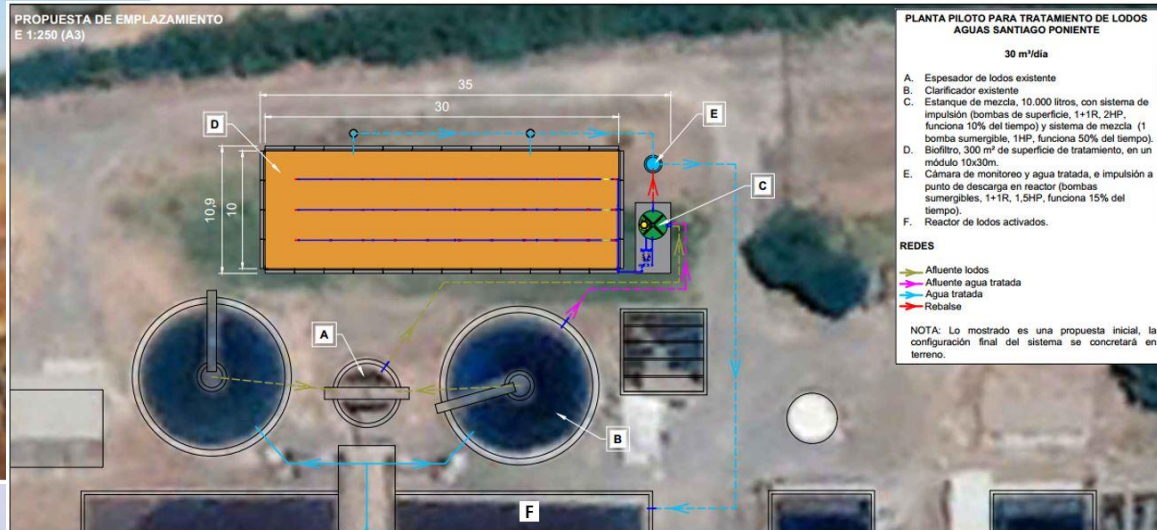 PROPUESTA DE EMPLAZAMIENTO
E 1:250 (A3)
35
30
10,9
10
D
E
C
A
B
F
PLANTA PILOTO PARA TRATAMIENTO DE LODOS
AGUAS SANTIAGO PONIENTE
30 m³/día
A. Espesador de lodos existente
B. Clarificador existente
C. Estanque de mezcla, 10.000 litros, con sistema de
impulsión (bombas de superficie, 1+1R, 2HP,
funciona 10% del tiempo) y sistema de mezcla (1
bomba sumergible, 1HP, funciona 50% del tiempo).
D. Biofiltro, 300 m² de superficie de tratamiento, en un
módulo 10x30m.
E. Cámara de monitoreo y agua tratada, e impulsión a
punto de descarga en reactor (bombas
sumergibles, 1+1R, 1,5HP, funciona 15% del
tiempo).
F. Reactor de lodos activados.
REDES
Afluente lodos
Afluente agua tratada
Agua tratada
Rebalse
NOTA: Lo mostrado es una propuesta inicial, la
configuración final del sistema se concretará en
terreno.